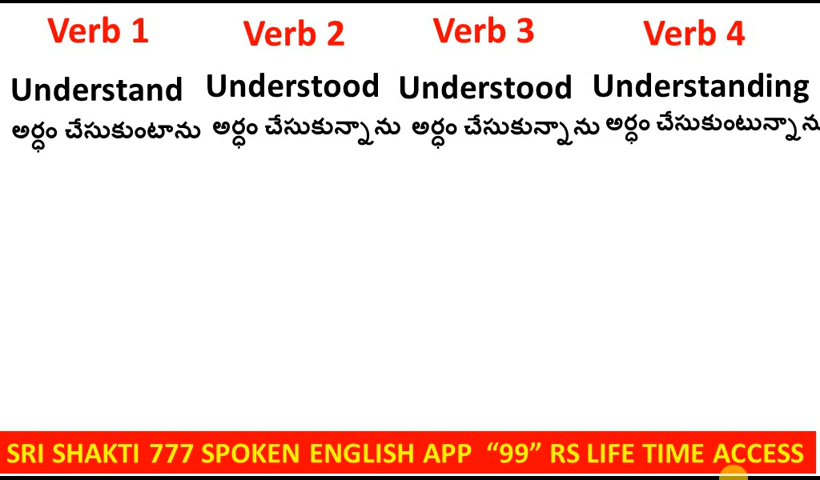 Verb 1 Verb 2 Verb 3 Verb 4
Understand Understood Understood Understanding
అర్ధం చేసుకుంటాను అర్ధం చేసుకున్నాను అర్ధం చేసుకున్నాను అర్ధం చేసుకుంటున్నాను
SRI SHAKTI 777 SPOKEN ENGLISH APP “99” RS LIFE TIME ACCESS